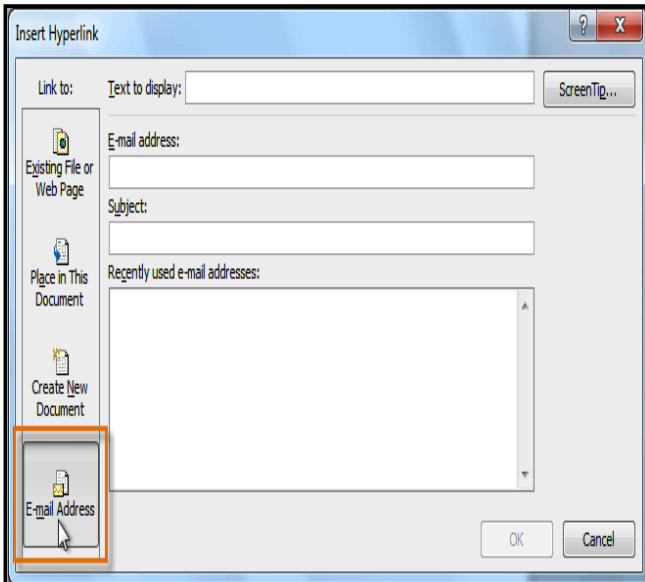 Insert Hyperlink
? X
Link to:
Text to display:
ScreenTip...
Existing File or
Web Page
E-mail address:
Subject:
Place in This
Document
Recently used e-mail addresses:
Create New
Document
E-mail Address
OK
Cancel